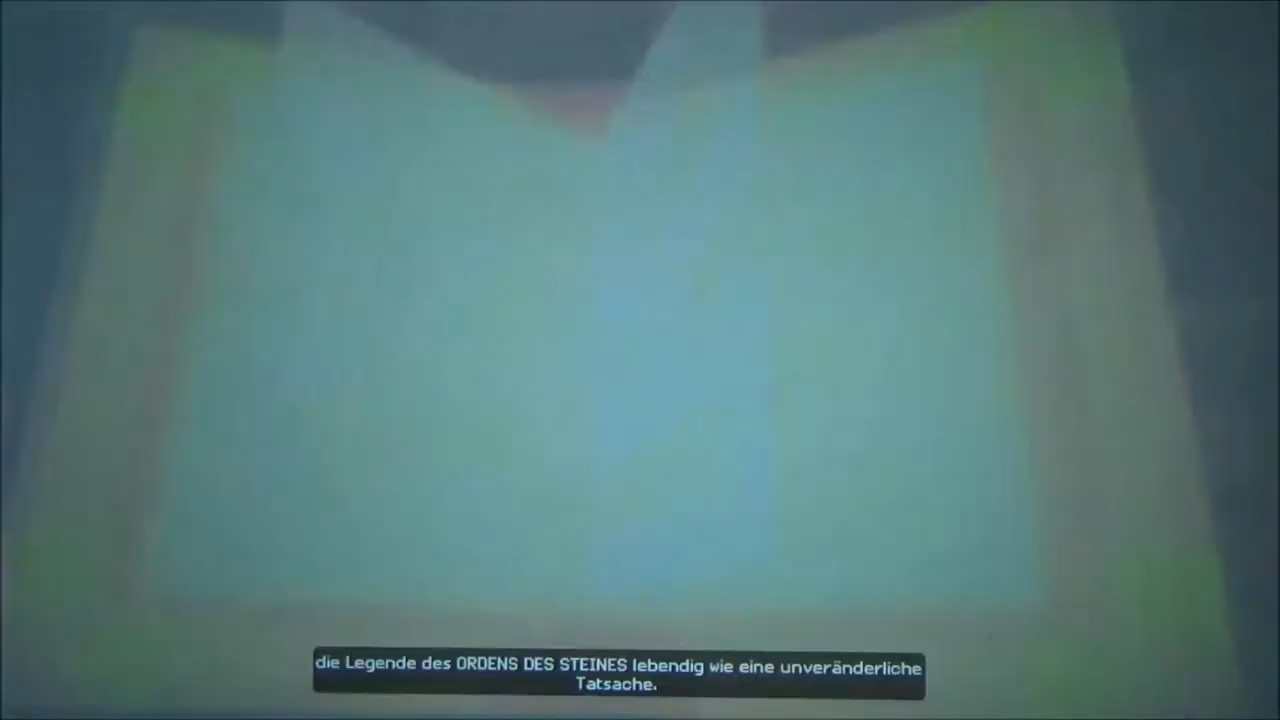 die Legende des ORDENS DES STEINES lebendig wie eine unveränderliche
Tatsache.